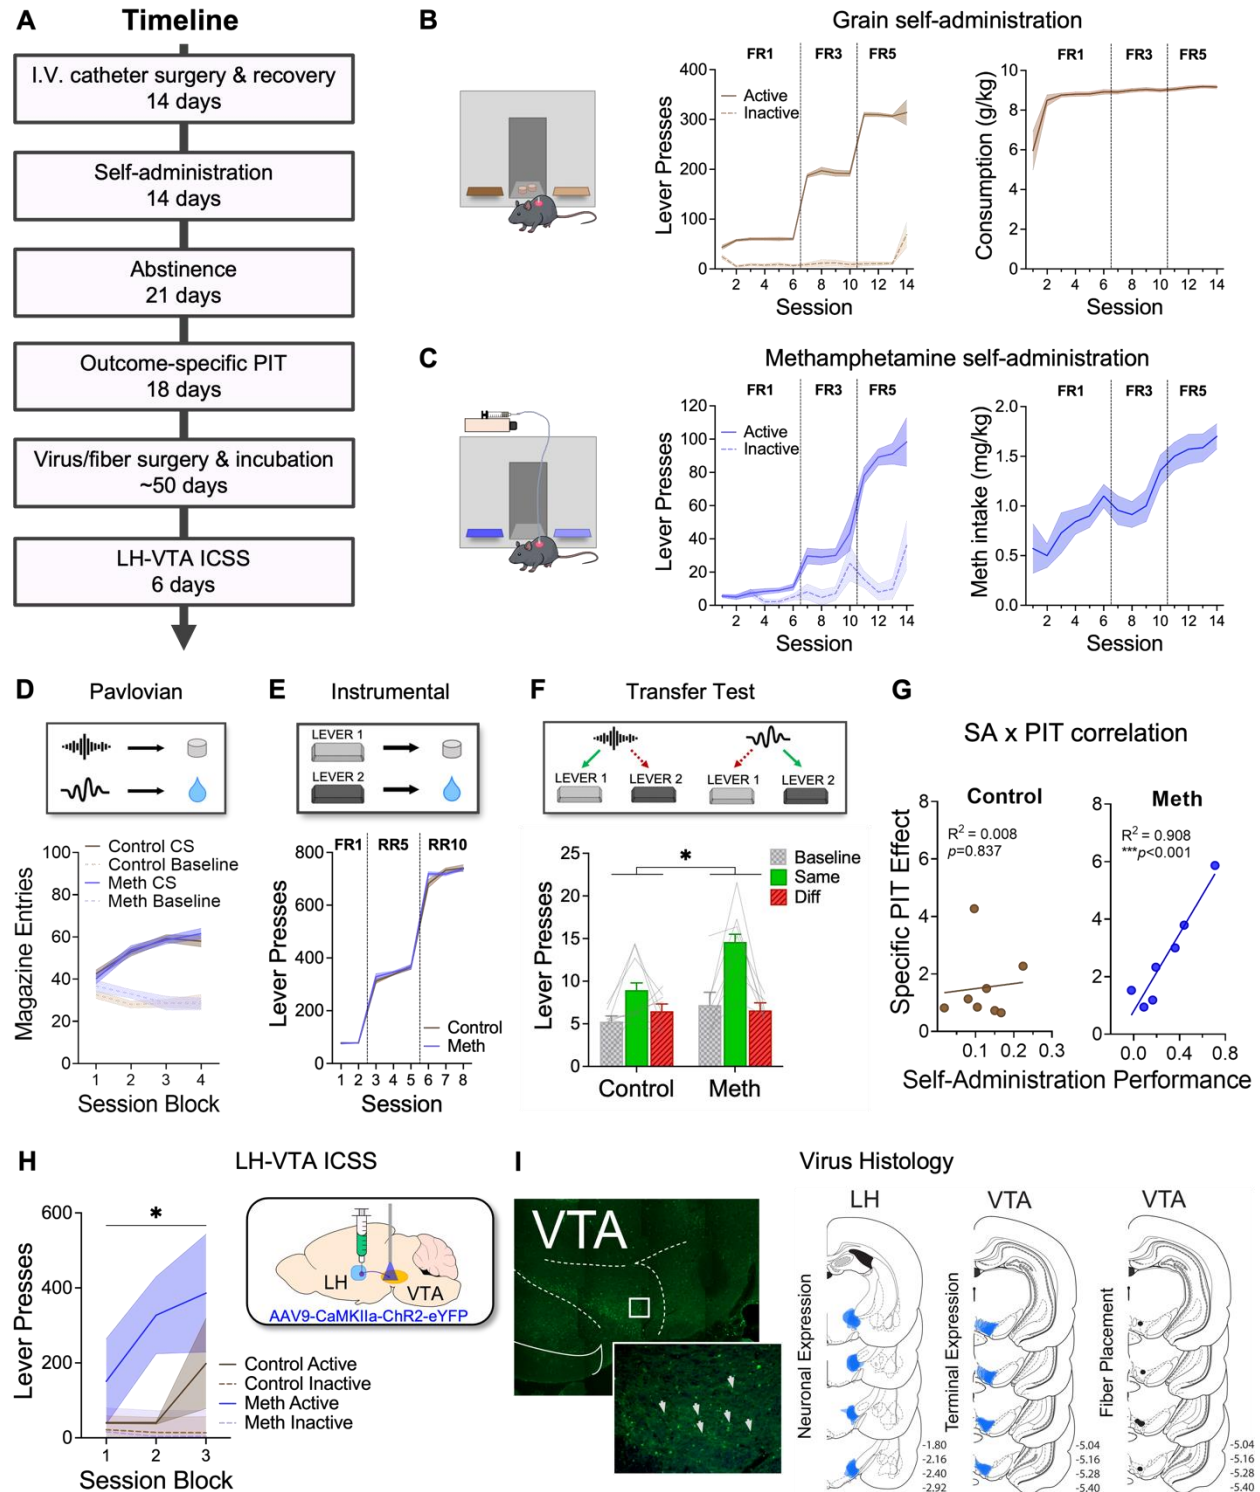 A
Timeline
I.V. catheter surgery & recovery
14 days
Self-administration
14 days
Abstinence
21 days
Outcome-specific PIT
18 days
Virus/fiber surgery & incubation
~50 days
LH-VTA ICSS
6 days
B
Grain self-administration
FR1 FR3 FR5
400
300
200
100
0
Lever Presses
Active
Inactive
2 4 6 8 10 12 14
Session
FR1 FR3 FR5
10
8
6
4
2
0
Consumption (g/kg)
2 4 6 8 10 12 14
Session
C
Methamphetamine self-administration
FR1 FR3 FR5
120
100
80
60
40
20
0
Lever Presses
Active
Inactive
2 4 6 8 10 12 14
Session
FR1 FR3 FR5
2.0
1.5
1.0
0.5
0.0
Meth intake (mg/kg)
2 4 6 8 10 12 14
Session
D
Pavlovian
Control CS
Control Baseline
Meth CS
Meth Baseline
100
80
60
40
20
0
Magazine Entries
1 2 3 4
Session Block
E
Instrumental
LEVER 1
LEVER 2
FR1 RR5 RR10
800
600
400
200
0
Lever Presses
Control
Meth
1 2 3 4 5 6 7 8
Session
F
Transfer Test
LEVER 1 LEVER 2 LEVER 1 LEVER 2
25
20
15
10
5
0
Lever Presses
*
Baseline
Same
Diff
Control Meth
G
SA x PIT correlation
Control
R2 = 0.008
p=0.837
8
6
4
2
0
Specific PIT Effect
0.1 0.2 0.3
Meth
R2 = 0.908
***p<0.001
8
6
4
2
0
0.0 0.4 0.8
Self-Administration Performance
H
LH-VTA ICSS
600
400
200
0
Lever Presses
*
1 2 3
Session Block
LH
VTA
AAV9-CaMKIIa-ChR2-eYFP
Control Active
Control Inactive
Meth Active
Meth Inactive
I
Virus Histology
VTA
LH
Neuronal Expression
-1.80
-2.16
-2.40
-2.92
VTA
Terminal Expression
-5.04
-5.16
-5.28
-5.40
VTA
Fiber Placement
-5.04
-5.16
-5.28
-5.40